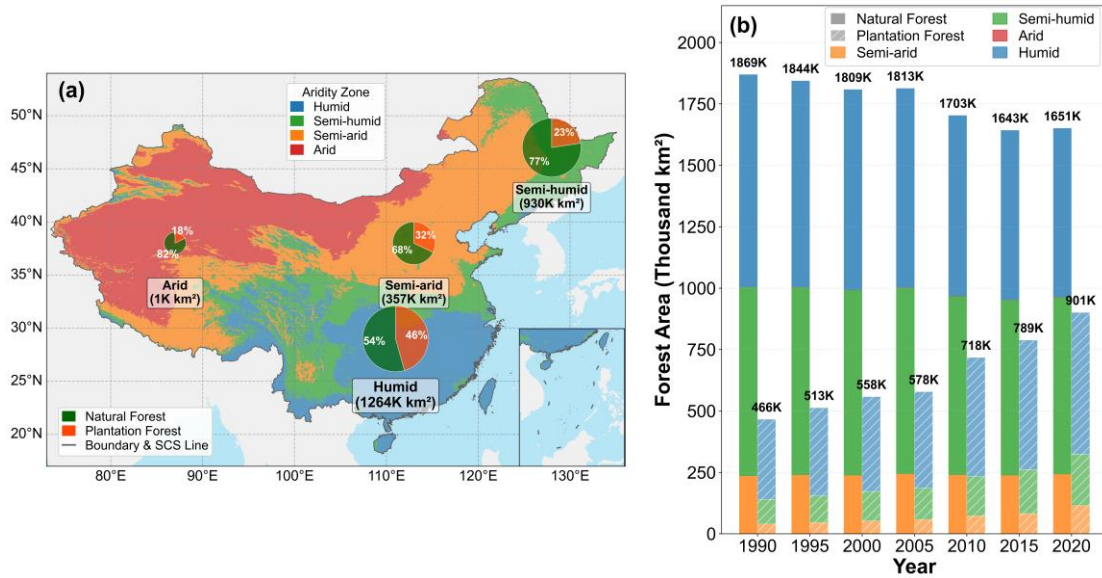 (a)
Aridity Zone
Humid
Semi-humid
Semi-arid
Arid
50°N
45°N
40°N
35°N
30°N
25°N
20°N
23%
77%
Semi-humid
(930K km²)
18%
82%
Arid
(1K km²)
32%
68%
Semi-arid
(357K km²)
54%
46%
Humid
(1264K km²)
Natural Forest
Plantation Forest
Boundary & SCS Line
80°E 90°E 100°E 110°E 120°E 130°E
(b)
Natural Forest
Plantation Forest
Semi-arid
Semi-humid
Arid
Humid
Forest Area (Thousand km²)
2000
1750
1500
1250
1000
750
500
250
0
1869K
1844K
1809K
1813K
1703K
1643K
1651K
466K
513K
558K
578K
718K
789K
901K
1990 1995 2000 2005 2010 2015 2020
Year